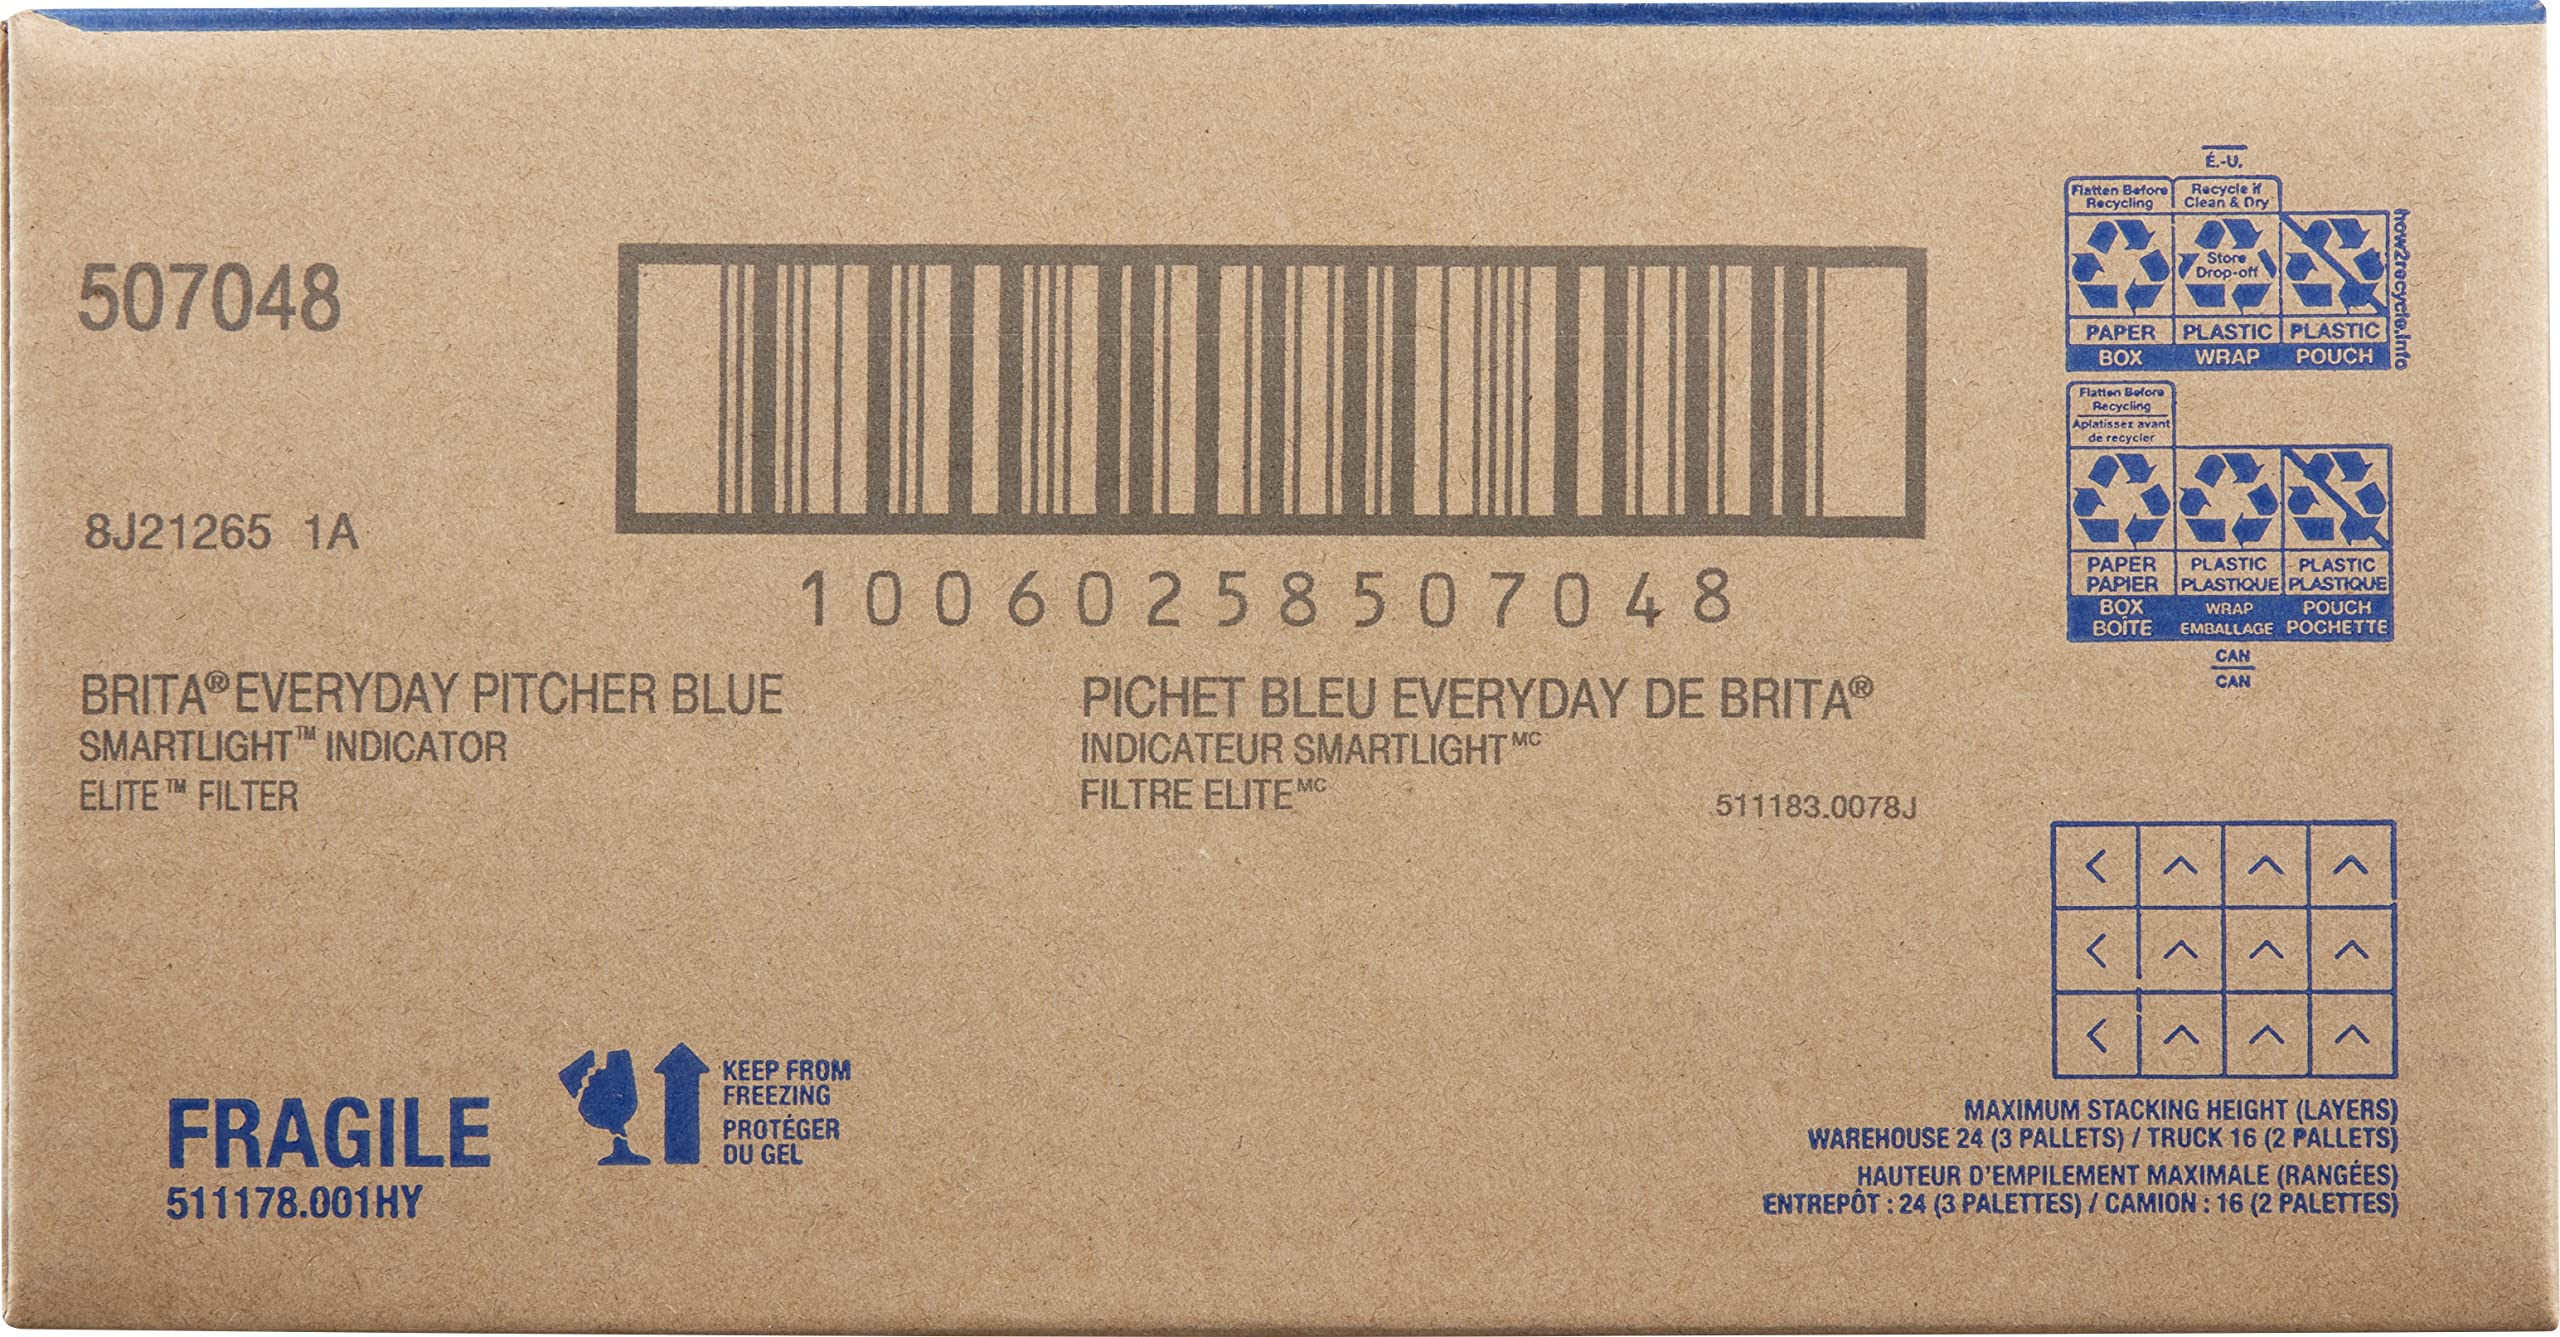 507048
8J21265 1A
10060258507048
BRITA® EVERYDAY PITCHER BLUE
SMARTLIGHT™ INDICATOR
ELITE™ FILTER
PICHET BLEU EVERYDAY DE BRITA®
INDICATEUR SMARTLIGHTᴹᶜ
FILTRE ELITEᴹᶜ
511183.0078J
É.-U.
Flatten Before
Recycling
Recycle if
Clean & Dry
Store
Drop-off
PAPER
BOX
PLASTIC
WRAP
PLASTIC
POUCH
how2recycle.info
Flatten Before
Recycling
Aplatissez avant
de recycler
PAPER
PAPIER
BOX
BOÎTE
PLASTIC
PLASTIQUE
WRAP
EMBALLAGE
PLASTIC
PLASTIQUE
POUCH
POCHETTE
CAN
CAN
FRAGILE
511178.001HY
KEEP FROM
FREEZING
PROTÉGER
DU GEL
MAXIMUM STACKING HEIGHT (LAYERS)
WAREHOUSE 24 (3 PALLETS) / TRUCK 16 (2 PALLETS)
HAUTEUR D'EMPILEMENT MAXIMALE (RANGÉES)
ENTREPÔT : 24 (3 PALETTES) / CAMION : 16 (2 PALETTES)